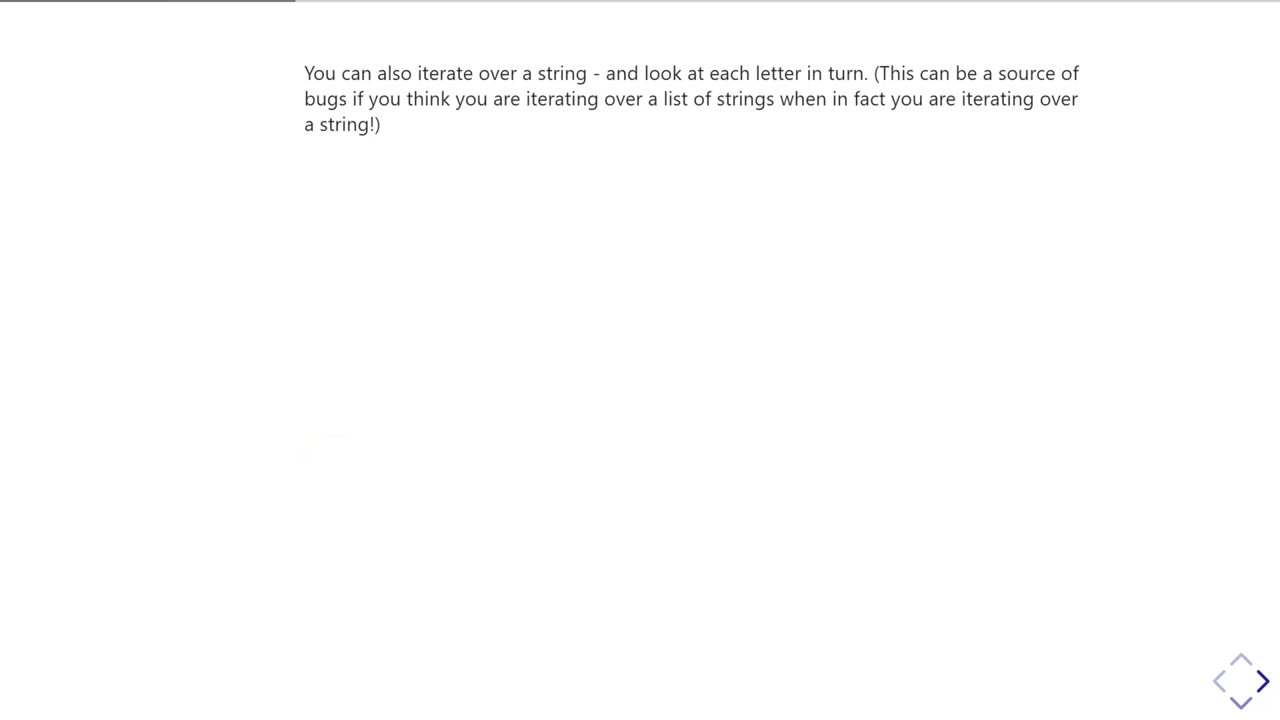 You can also iterate over a string - and look at each letter in turn. (This can be a source of
bugs if you think you are iterating over a list of strings when in fact you are iterating over
a string!)